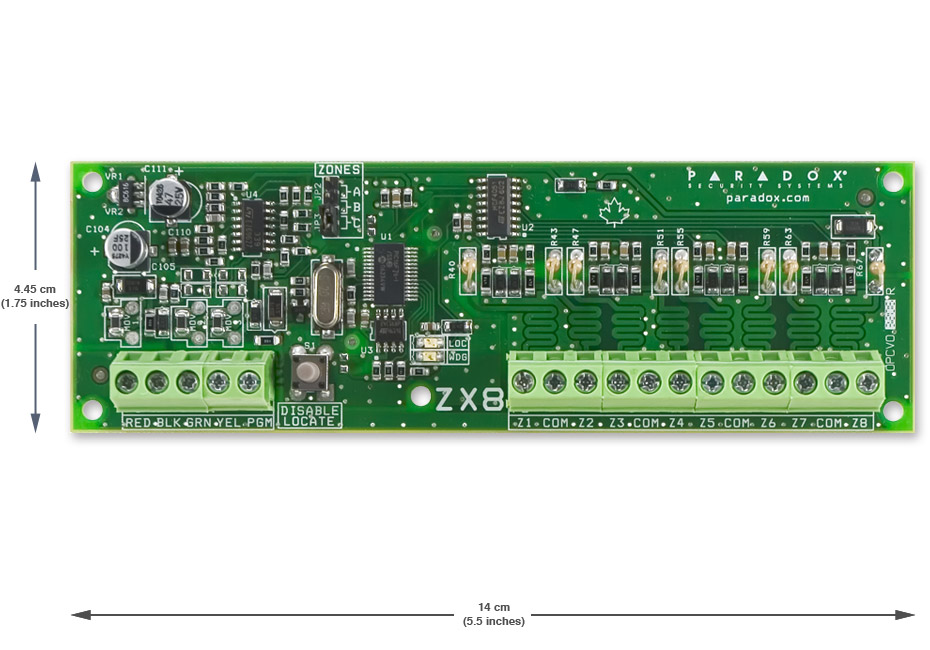 C111 +
ZONES
VR1
VR2
U4
JP2
JP3
A
B
C
PARADOX
SECURITY SYSTEMS
paradox.com
47
25V
C104
C110
100
+
C105
U1
U2
R40
R43
R47
R51
R55
R59
R63
R67
4.45 cm
(1.75 inches)
U3
LOC
WDG
S1
ZX8
DISABLE
LOCATE
RED BLK GRN YEL PGM
Z1 COM Z2 Z3 COM Z4 Z5 COM Z6 Z7 COM Z8
14 cm
(5.5 inches)